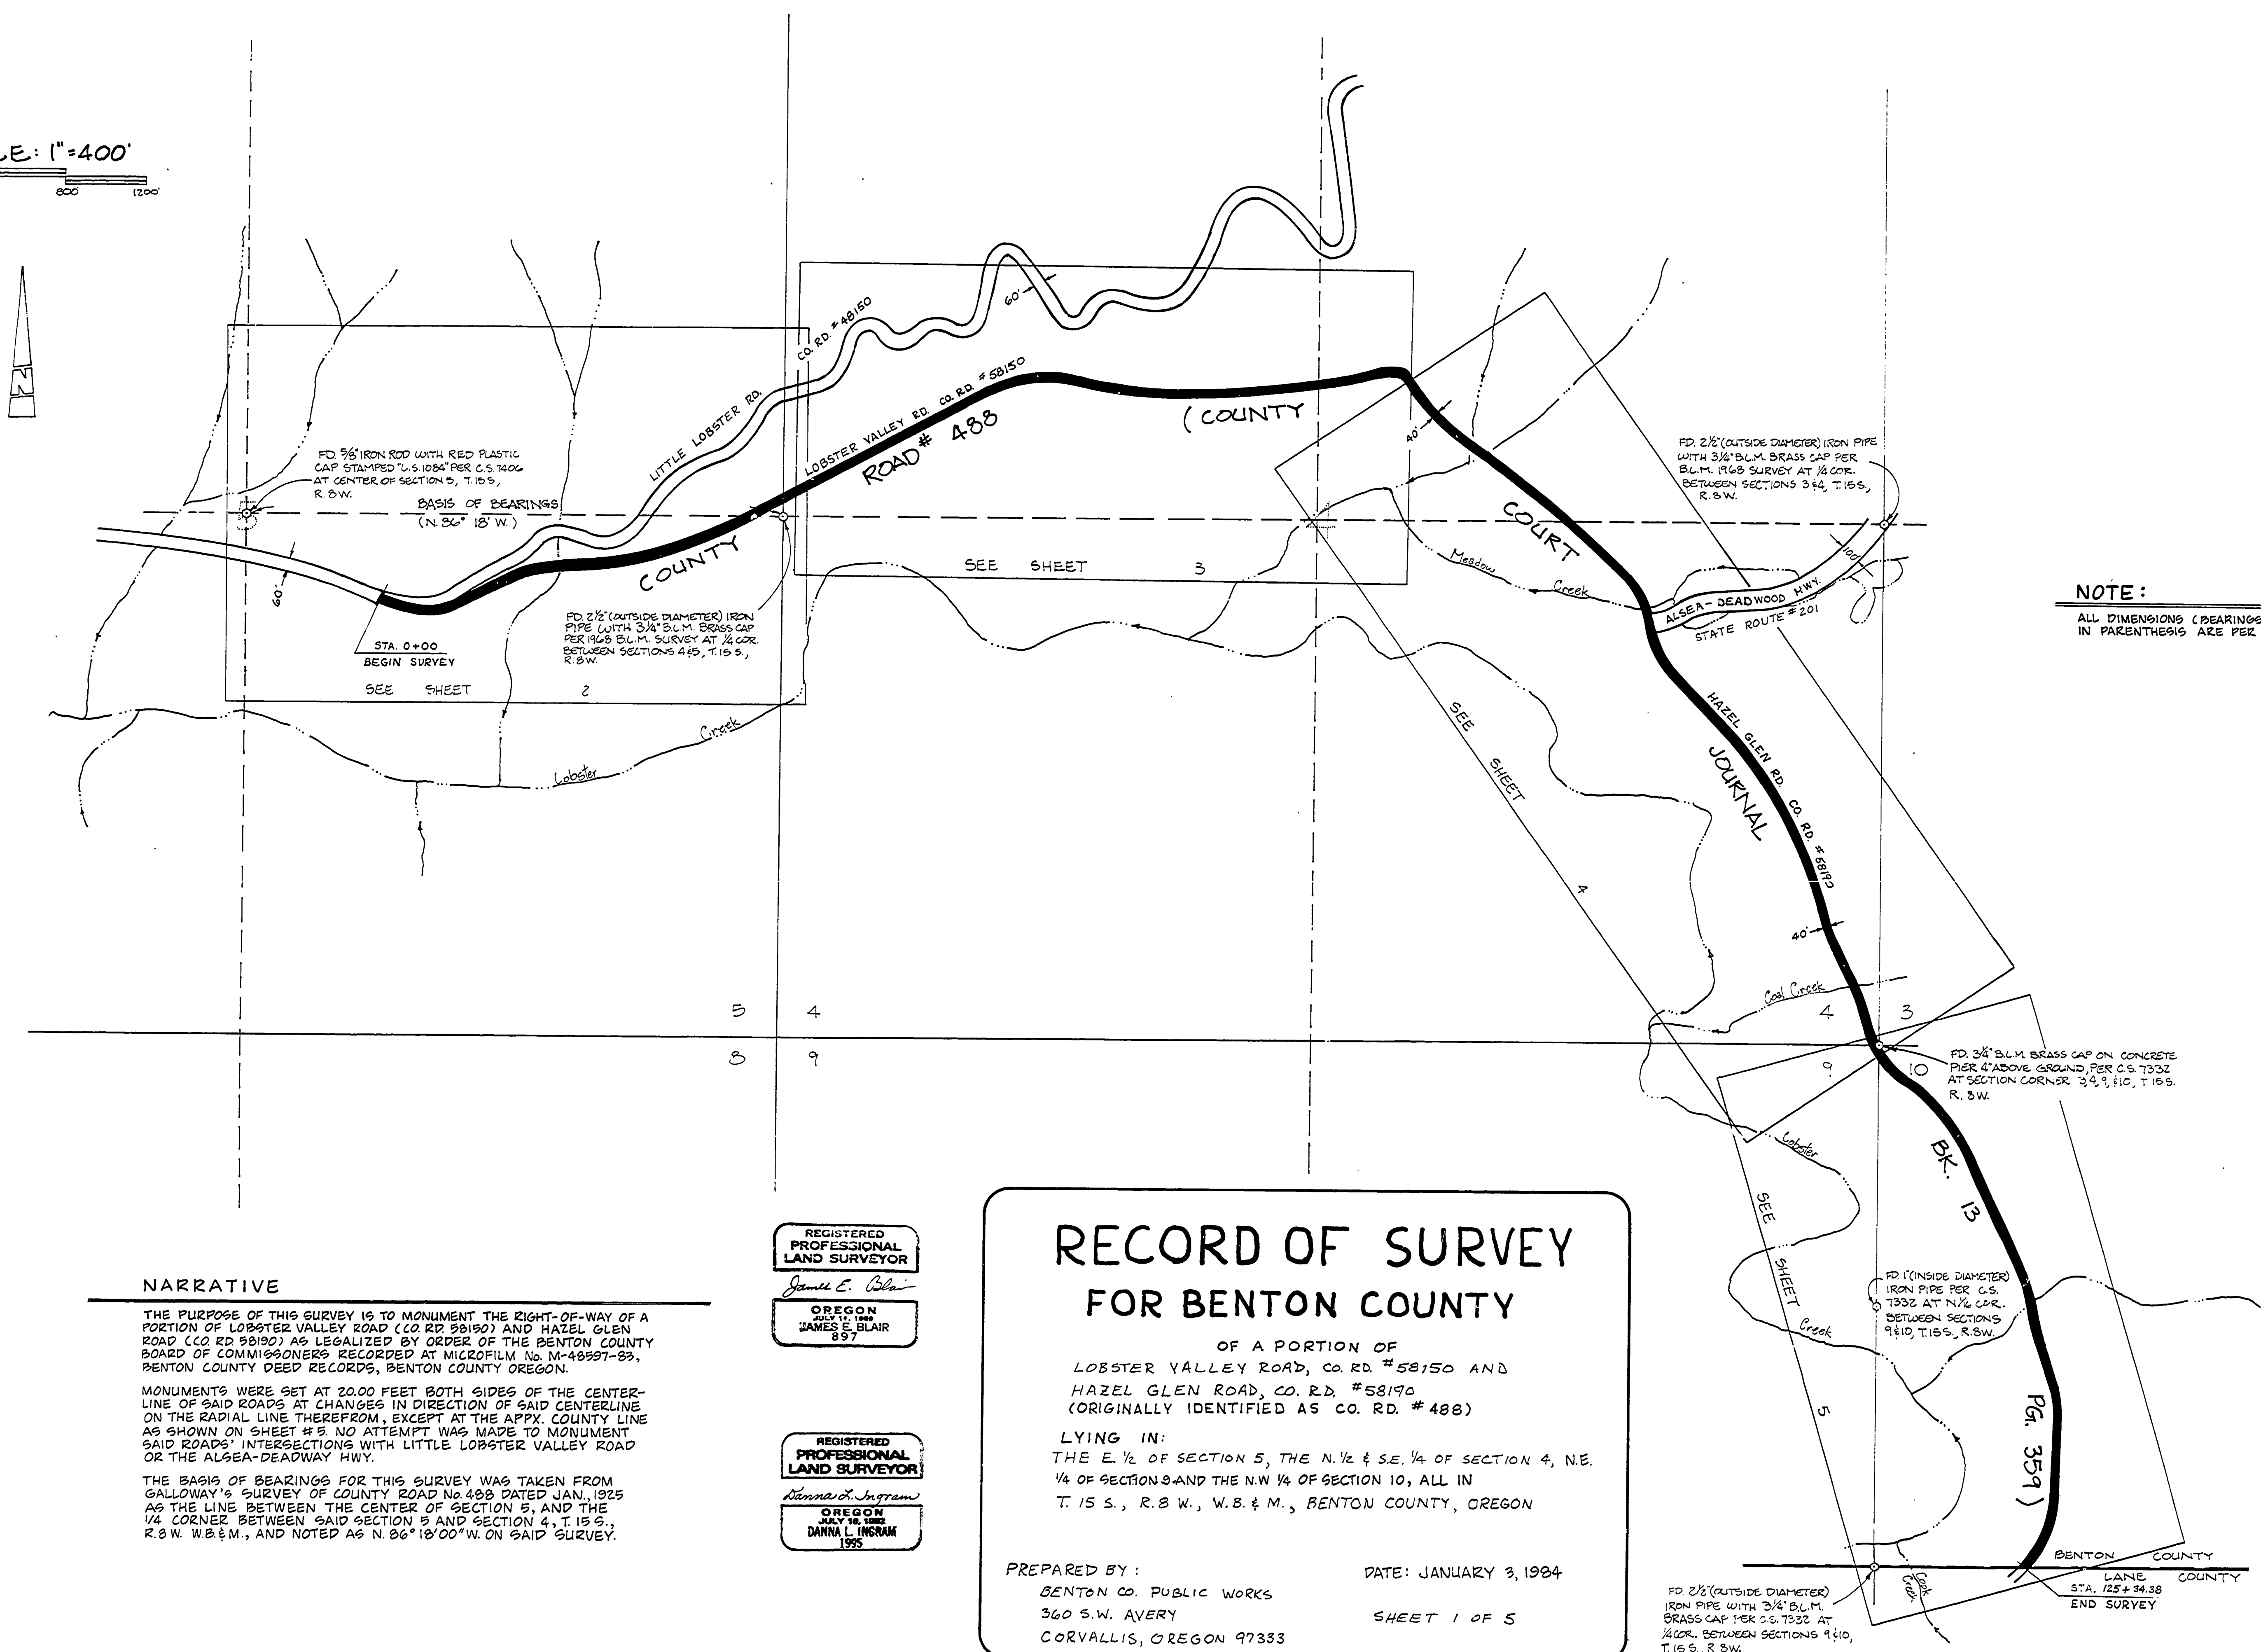 SCALE: 1"=400'
800' 1200'
N
FD. 5/8" IRON ROD WITH RED PLASTIC
CAP STAMPED "L.S. 1084" PER C.S. 7406
AT CENTER OF SECTION 5, T.15S.,
R.8W.
BASIS OF BEARINGS
(N. 86° 18' W.)
60'
STA. 0+00
BEGIN SURVEY
SEE SHEET 2
Lobster Creek
LITTLE LOBSTER RD. CO. RD. #48150
60'
LOBSTER VALLEY RD. CO. RD. #58150
COUNTY ROAD# 488 (COUNTY COURT JOURNAL BK. 13 PG. 359)
FD. 2½" (OUTSIDE DIAMETER) IRON
PIPE WITH 3¼" B.L.M. BRASS CAP
PER 1968 B.L.M. SURVEY AT ¼ COR.
BETWEEN SECTIONS 4 & 5, T.15S.,
R.8W.
SEE SHEET 3
40'
Meadow Creek
FD. 2½" (OUTSIDE DIAMETER) IRON PIPE
WITH 3¼" B.L.M. BRASS CAP PER
B.L.M. 1968 SURVEY AT ¼ COR.
BETWEEN SECTIONS 3 & 4, T.15S.,
R.8W.
100'
ALSEA-DEADWOOD HWY.
STATE ROUTE #201
NOTE:
ALL DIMENSIONS (BEARINGS
IN PARENTHESIS ARE PER
HAZEL GLEN RD. CO. RD. #58190
SEE SHEET 4
40'
Coal Creek
5 4
8 9
4 3
9 10
FD. 3¼" B.L.M. BRASS CAP ON CONCRETE
PIER 4" ABOVE GROUND, PER C.S. 7332
AT SECTION CORNER 3,4,9, & 10, T 15S.
R. 8W.
Lobster Creek
SEE SHEET 5
FD. 1" (INSIDE DIAMETER)
IRON PIPE PER C.S.
7332 AT N 1/16 COR.
BETWEEN SECTIONS
9 & 10, T.15S., R.8W.
BENTON COUNTY
LANE COUNTY
STA. 125+34.38
END SURVEY
Cook Creek
FD. 2½" (OUTSIDE DIAMETER)
IRON PIPE WITH 3¼" B.L.M.
BRASS CAP PER C.S. 7332 AT
¼ COR. BETWEEN SECTIONS 9 & 10,
T.15S., R.8W.
NARRATIVE
THE PURPOSE OF THIS SURVEY IS TO MONUMENT THE RIGHT-OF-WAY OF A
PORTION OF LOBSTER VALLEY ROAD (CO. RD. 58150) AND HAZEL GLEN
ROAD (CO RD 58190) AS LEGALIZED BY ORDER OF THE BENTON COUNTY
BOARD OF COMMISSONERS RECORDED AT MICROFILM No. M-48597-83,
BENTON COUNTY DEED RECORDS, BENTON COUNTY OREGON.
MONUMENTS WERE SET AT 20.00 FEET BOTH SIDES OF THE CENTER-
LINE OF SAID ROADS AT CHANGES IN DIRECTION OF SAID CENTERLINE
ON THE RADIAL LINE THEREFROM, EXCEPT AT THE APPX. COUNTY LINE
AS SHOWN ON SHEET #5. NO ATTEMPT WAS MADE TO MONUMENT
SAID ROADS' INTERSECTIONS WITH LITTLE LOBSTER VALLEY ROAD
OR THE ALSEA-DEADWAY HWY.
THE BASIS OF BEARINGS FOR THIS SURVEY WAS TAKEN FROM
GALLOWAY'S SURVEY OF COUNTY ROAD No. 488 DATED JAN., 1925
AS THE LINE BETWEEN THE CENTER OF SECTION 5, AND THE
1/4 CORNER BETWEEN SAID SECTION 5 AND SECTION 4, T. 15 S.,
R.8 W. W.B. & M., AND NOTED AS N. 86° 18' 00" W. ON SAID SURVEY.
REGISTERED
PROFESSIONAL
LAND SURVEYOR
James E. Blair
OREGON
JULY 11, 1969
JAMES E. BLAIR
897
REGISTERED
PROFESSIONAL
LAND SURVEYOR
Danna L. Ingram
OREGON
JULY 16, 1982
DANNA L. INGRAM
1995
RECORD OF SURVEY
FOR BENTON COUNTY
OF A PORTION OF
LOBSTER VALLEY ROAD, CO. RD. #58150 AND
HAZEL GLEN ROAD, CO. RD. #58190
(ORIGINALLY IDENTIFIED AS CO. RD. #488)
LYING IN:
THE E. ½ OF SECTION 5, THE N. ½ & S.E. ¼ OF SECTION 4, N.E.
¼ OF SECTION 9 AND THE N.W ¼ OF SECTION 10, ALL IN
T. 15 S., R. 8 W., W.B. & M., BENTON COUNTY, OREGON
PREPARED BY:
BENTON CO. PUBLIC WORKS
360 S.W. AVERY
CORVALLIS, OREGON 97333
DATE: JANUARY 3, 1984
SHEET 1 OF 5